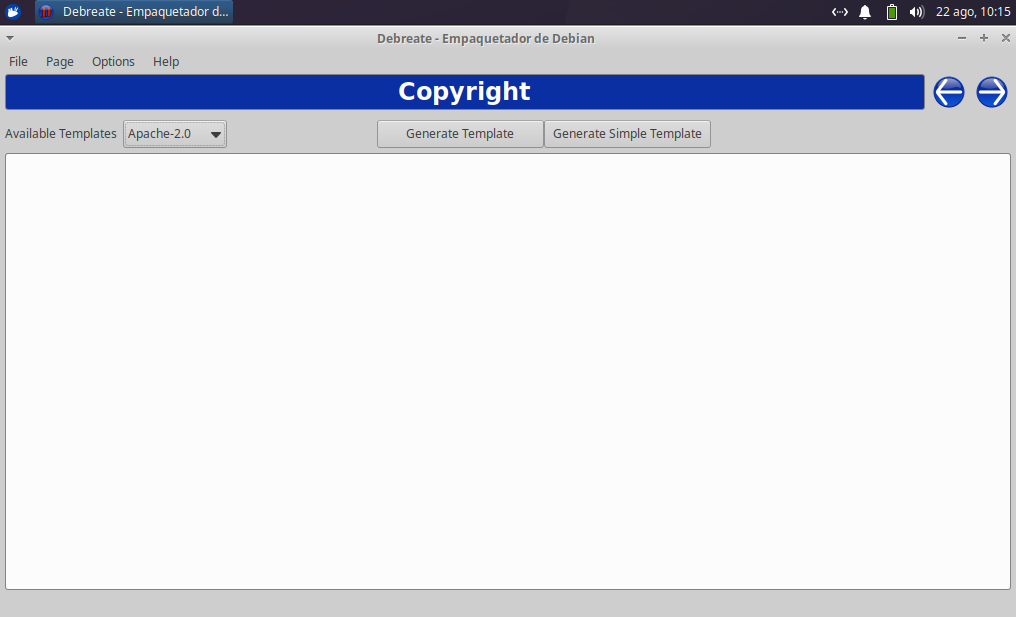 Debreate - Empaquetador d... 22 ago, 10:15
Debreate - Empaquetador de Debian
File Page Options Help
Copyright
Available Templates Apache-2.0 Generate Template Generate Simple Template